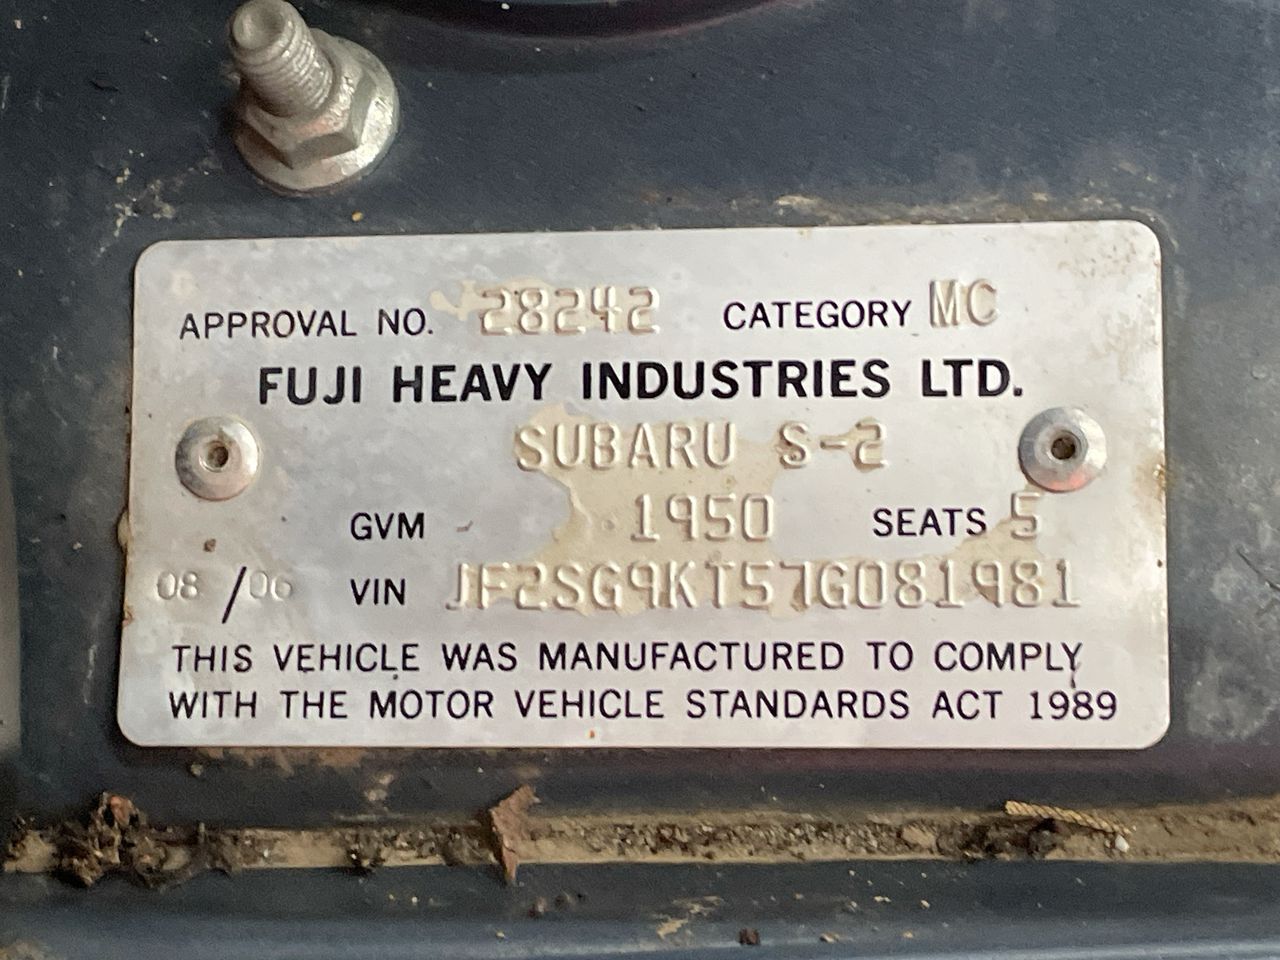 APPROVAL NO. 28242 CATEGORY MC
FUJI HEAVY INDUSTRIES LTD.
SUBARU S-2
GVM 1950 SEATS 5
08 / 06 VIN JF2SG9KT57G081981
THIS VEHICLE WAS MANUFACTURED TO COMPLY
WITH THE MOTOR VEHICLE STANDARDS ACT 1989